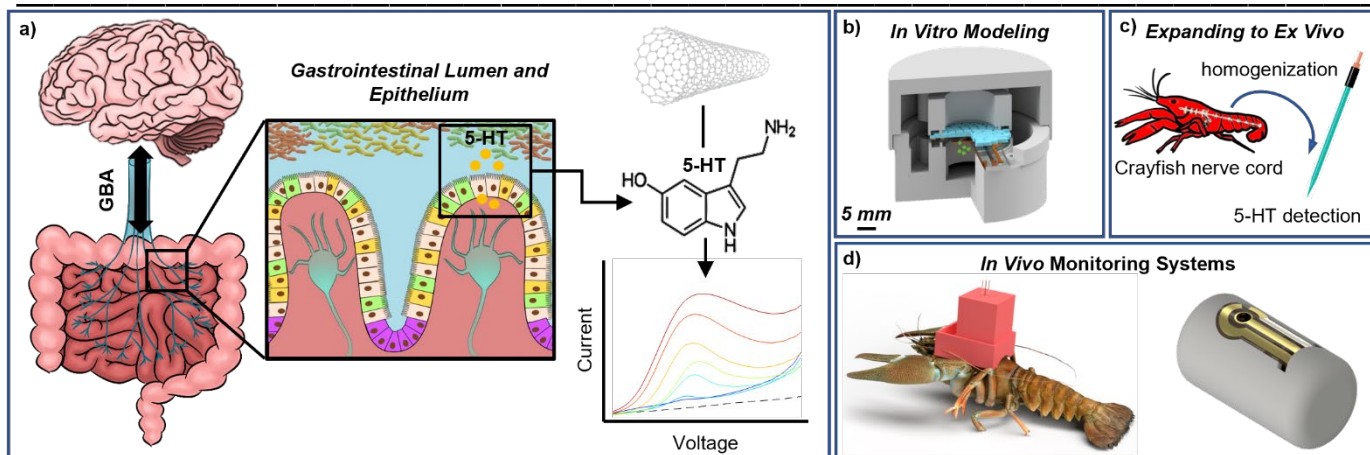 a)
Gastrointestinal Lumen and
Epithelium
GBA
5-HT
5-HT
NH2
HO
N
H
Current
Voltage
b)
In Vitro Modeling
5 mm
c)
Expanding to Ex Vivo
homogenization
Crayfish nerve cord
5-HT detection
d)
In Vivo Monitoring Systems